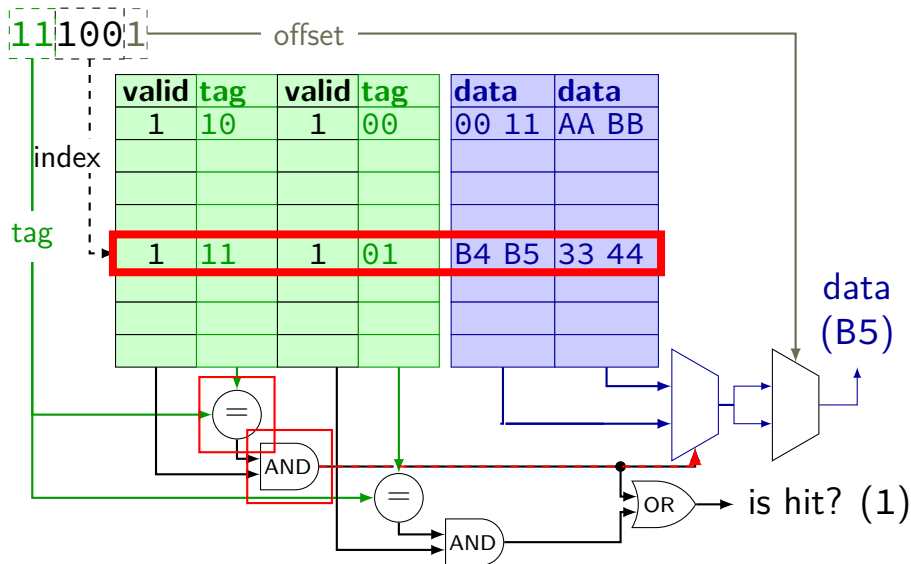 111001
offset
valid tag valid tag data data
1 10 1 00 00 11 AA BB
index
tag
1 11 1 01 B4 B5 33 44
data
(B5)
=
AND
=
OR
is hit? (1)
AND